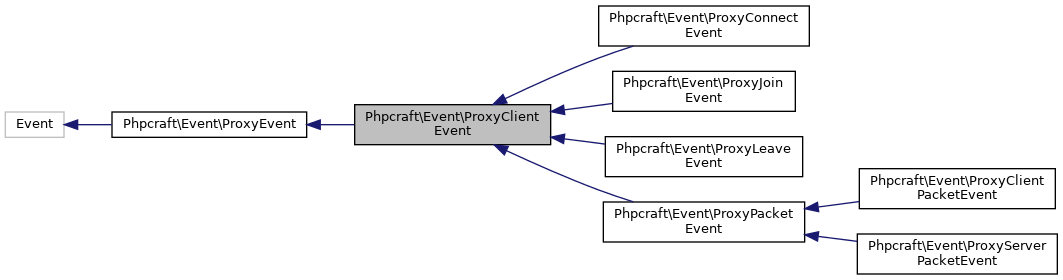 Event
Phpcraft\Event\ProxyEvent
Phpcraft\Event\ProxyClient
Event
Phpcraft\Event\ProxyConnect
Event
Phpcraft\Event\ProxyJoin
Event
Phpcraft\Event\ProxyLeave
Event
Phpcraft\Event\ProxyPacket
Event
Phpcraft\Event\ProxyClient
PacketEvent
Phpcraft\Event\ProxyServer
PacketEvent